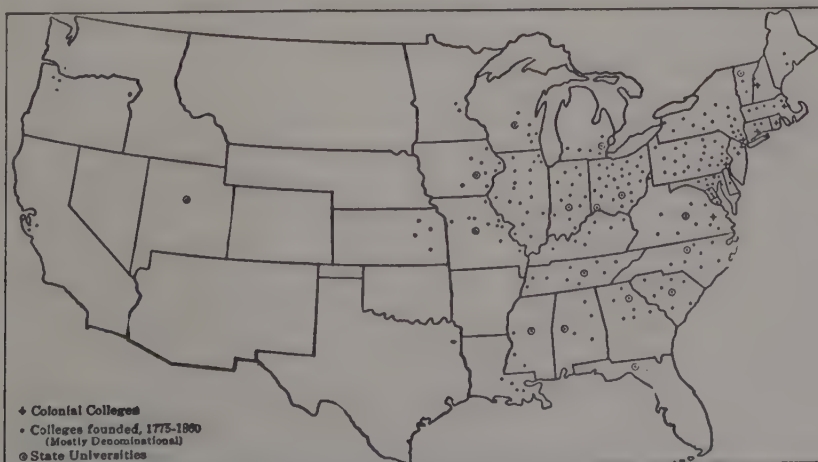 + Colonial Colleges
• Colleges founded, 1775-1860
(Mostly Denominational)
⊙ State Universities